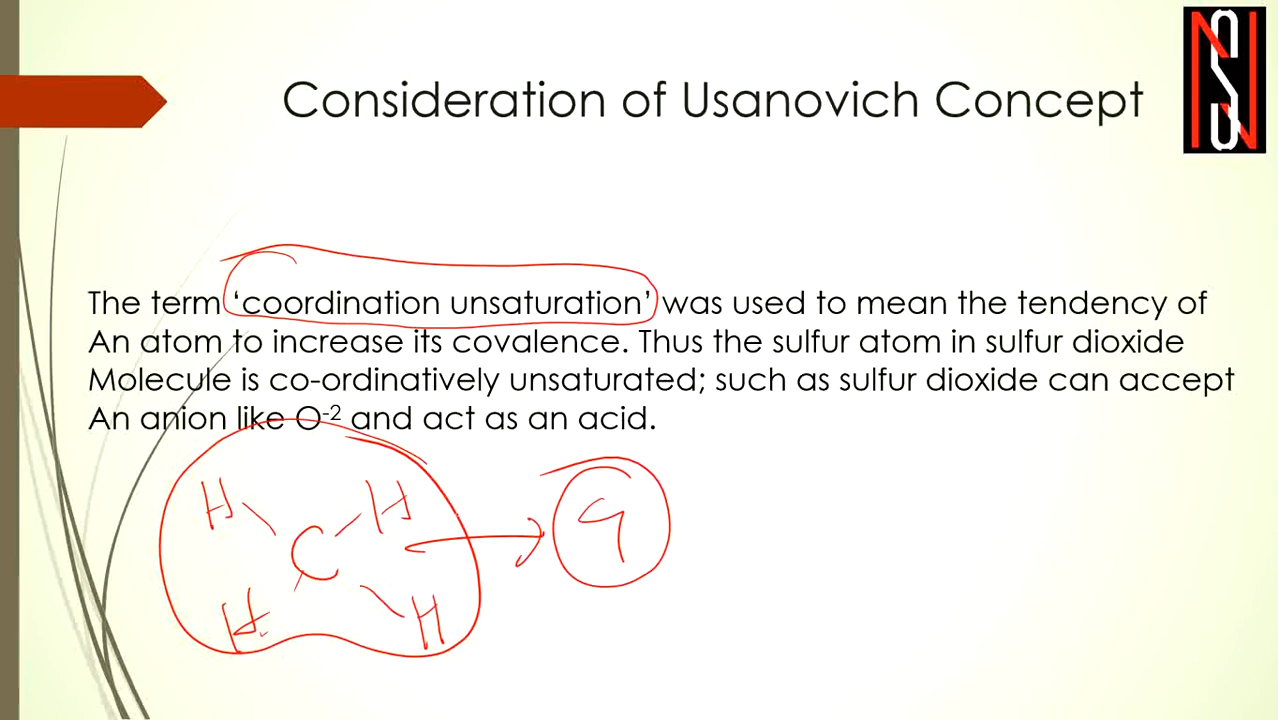 Consideration of Usanovich Concept
The term ‘coordination unsaturation’ was used to mean the tendency of
An atom to increase its covalence. Thus the sulfur atom in sulfur dioxide
Molecule is co-ordinatively unsaturated; such as sulfur dioxide can accept
An anion like O-2 and act as an acid.
H H
C
H H